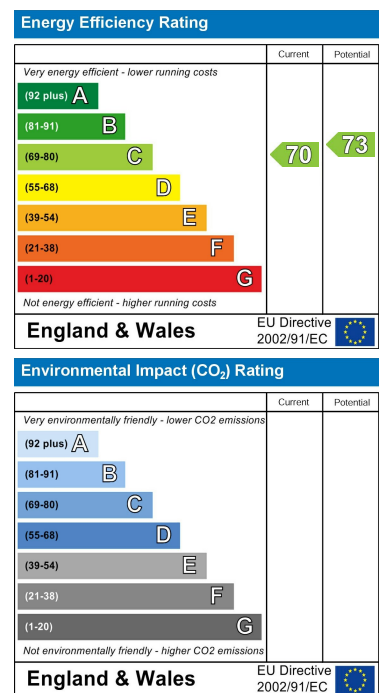 Energy Efficiency Rating
Current Potential
Very energy efficient - lower running costs
(92 plus) A
(81-91) B
(69-80) C
70
73
(55-68) D
(39-54) E
(21-38) F
(1-20) G
Not energy efficient - higher running costs
England & Wales
EU Directive
2002/91/EC
Environmental Impact (CO₂) Rating
Current Potential
Very environmentally friendly - lower CO2 emissions
(92 plus) A
(81-91) B
(69-80) C
(55-68) D
(39-54) E
(21-38) F
(1-20) G
Not environmentally friendly - higher CO2 emissions
England & Wales
EU Directive
2002/91/EC